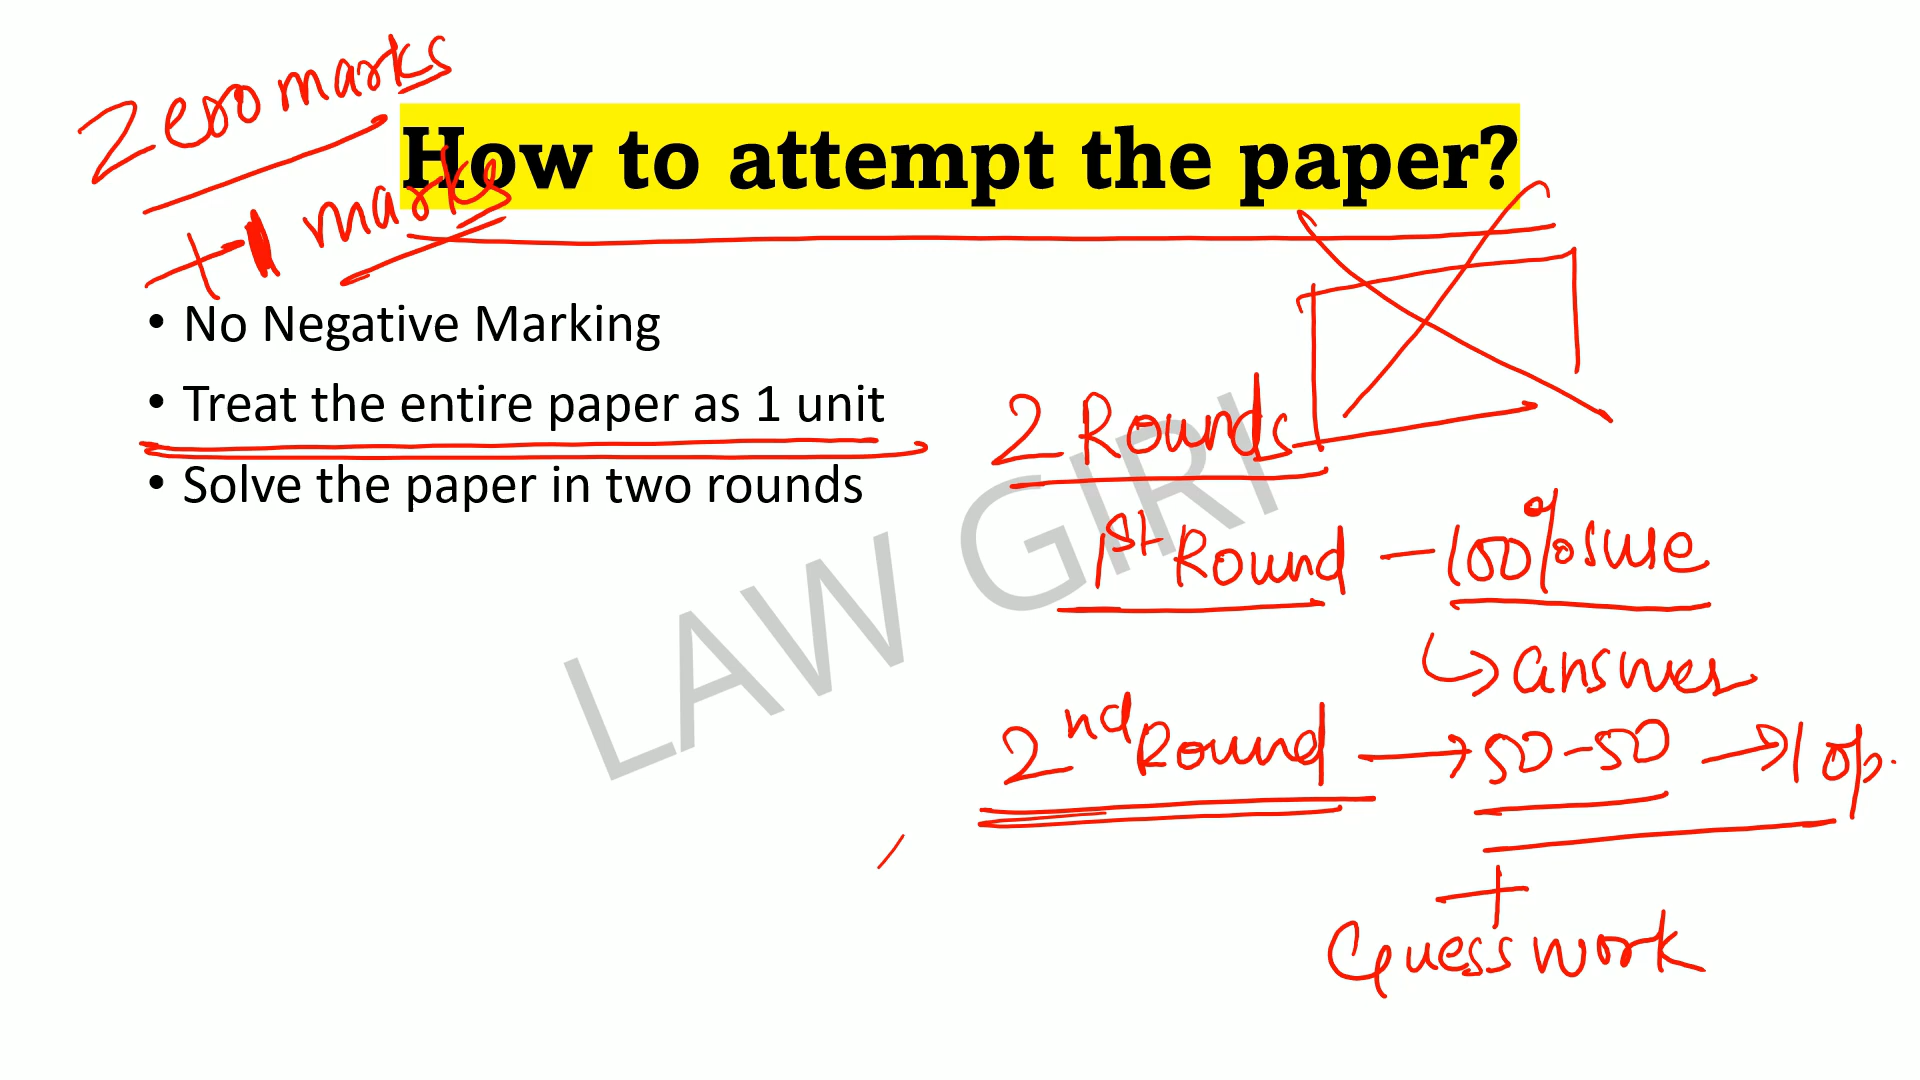 Zero marks
How to attempt the paper?
+1 marks
• No Negative Marking
• Treat the entire paper as 1 unit
• Solve the paper in two rounds
2 Rounds
1st Round - 100% sure
↳ answer
2nd Round → 50-50 → 1 op.
+
Guess work
LAW GIRI